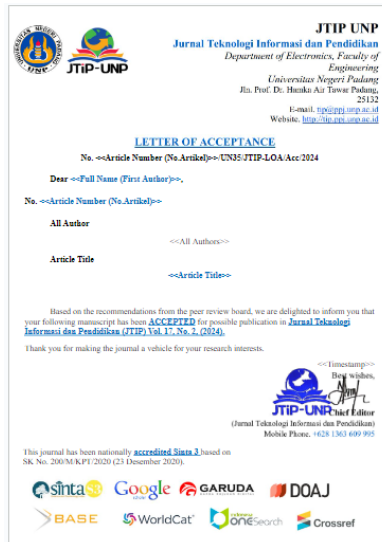 JTIP UNP
Jurnal Teknologi Informasi dan Pendidikan
Department of Electronics, Faculty of
Engineering
Universitas Negeri Padang
Jln. Prof. Dr. Hamka Air Tawar Padang,
25132
E-mail. tip@ppj.unp.ac.id
Website. http://tip.ppj.unp.ac.id
UNP
JTIP-UNP
LETTER OF ACCEPTANCE
No. <<Article Number (No.Artikel)>>/UN35/JTIP-LOA/Acc/2024
Dear <<Full Name (First Author)>>,
No. <<Article Number (No.Artikel)>>
All Author
<<All Authors>>
Article Title
<<Article Title>>
Based on the recommendations from the peer review board, we are delighted to inform you that
your following manuscript has been ACCEPTED for possible publication in Jurnal Teknologi
Informasi dan Pendidikan (JTIP) Vol. 17, No. 2, (2024).
Thank you for making the journal a vehicle for your research interests.
<<Timestamp>>
Best wishes,
JTIP-UNP
Chief Editor
(Jurnal Teknologi Informasi dan Pendidikan)
Mobile Phone. +628 1363 609 995
This journal has been nationally accredited Sinta 3 based on
SK No. 200/M/KPT/2020 (23 Desember 2020).
sinta S3 Google GARUDA DOAJ
BASE WorldCat ONESearch Crossref